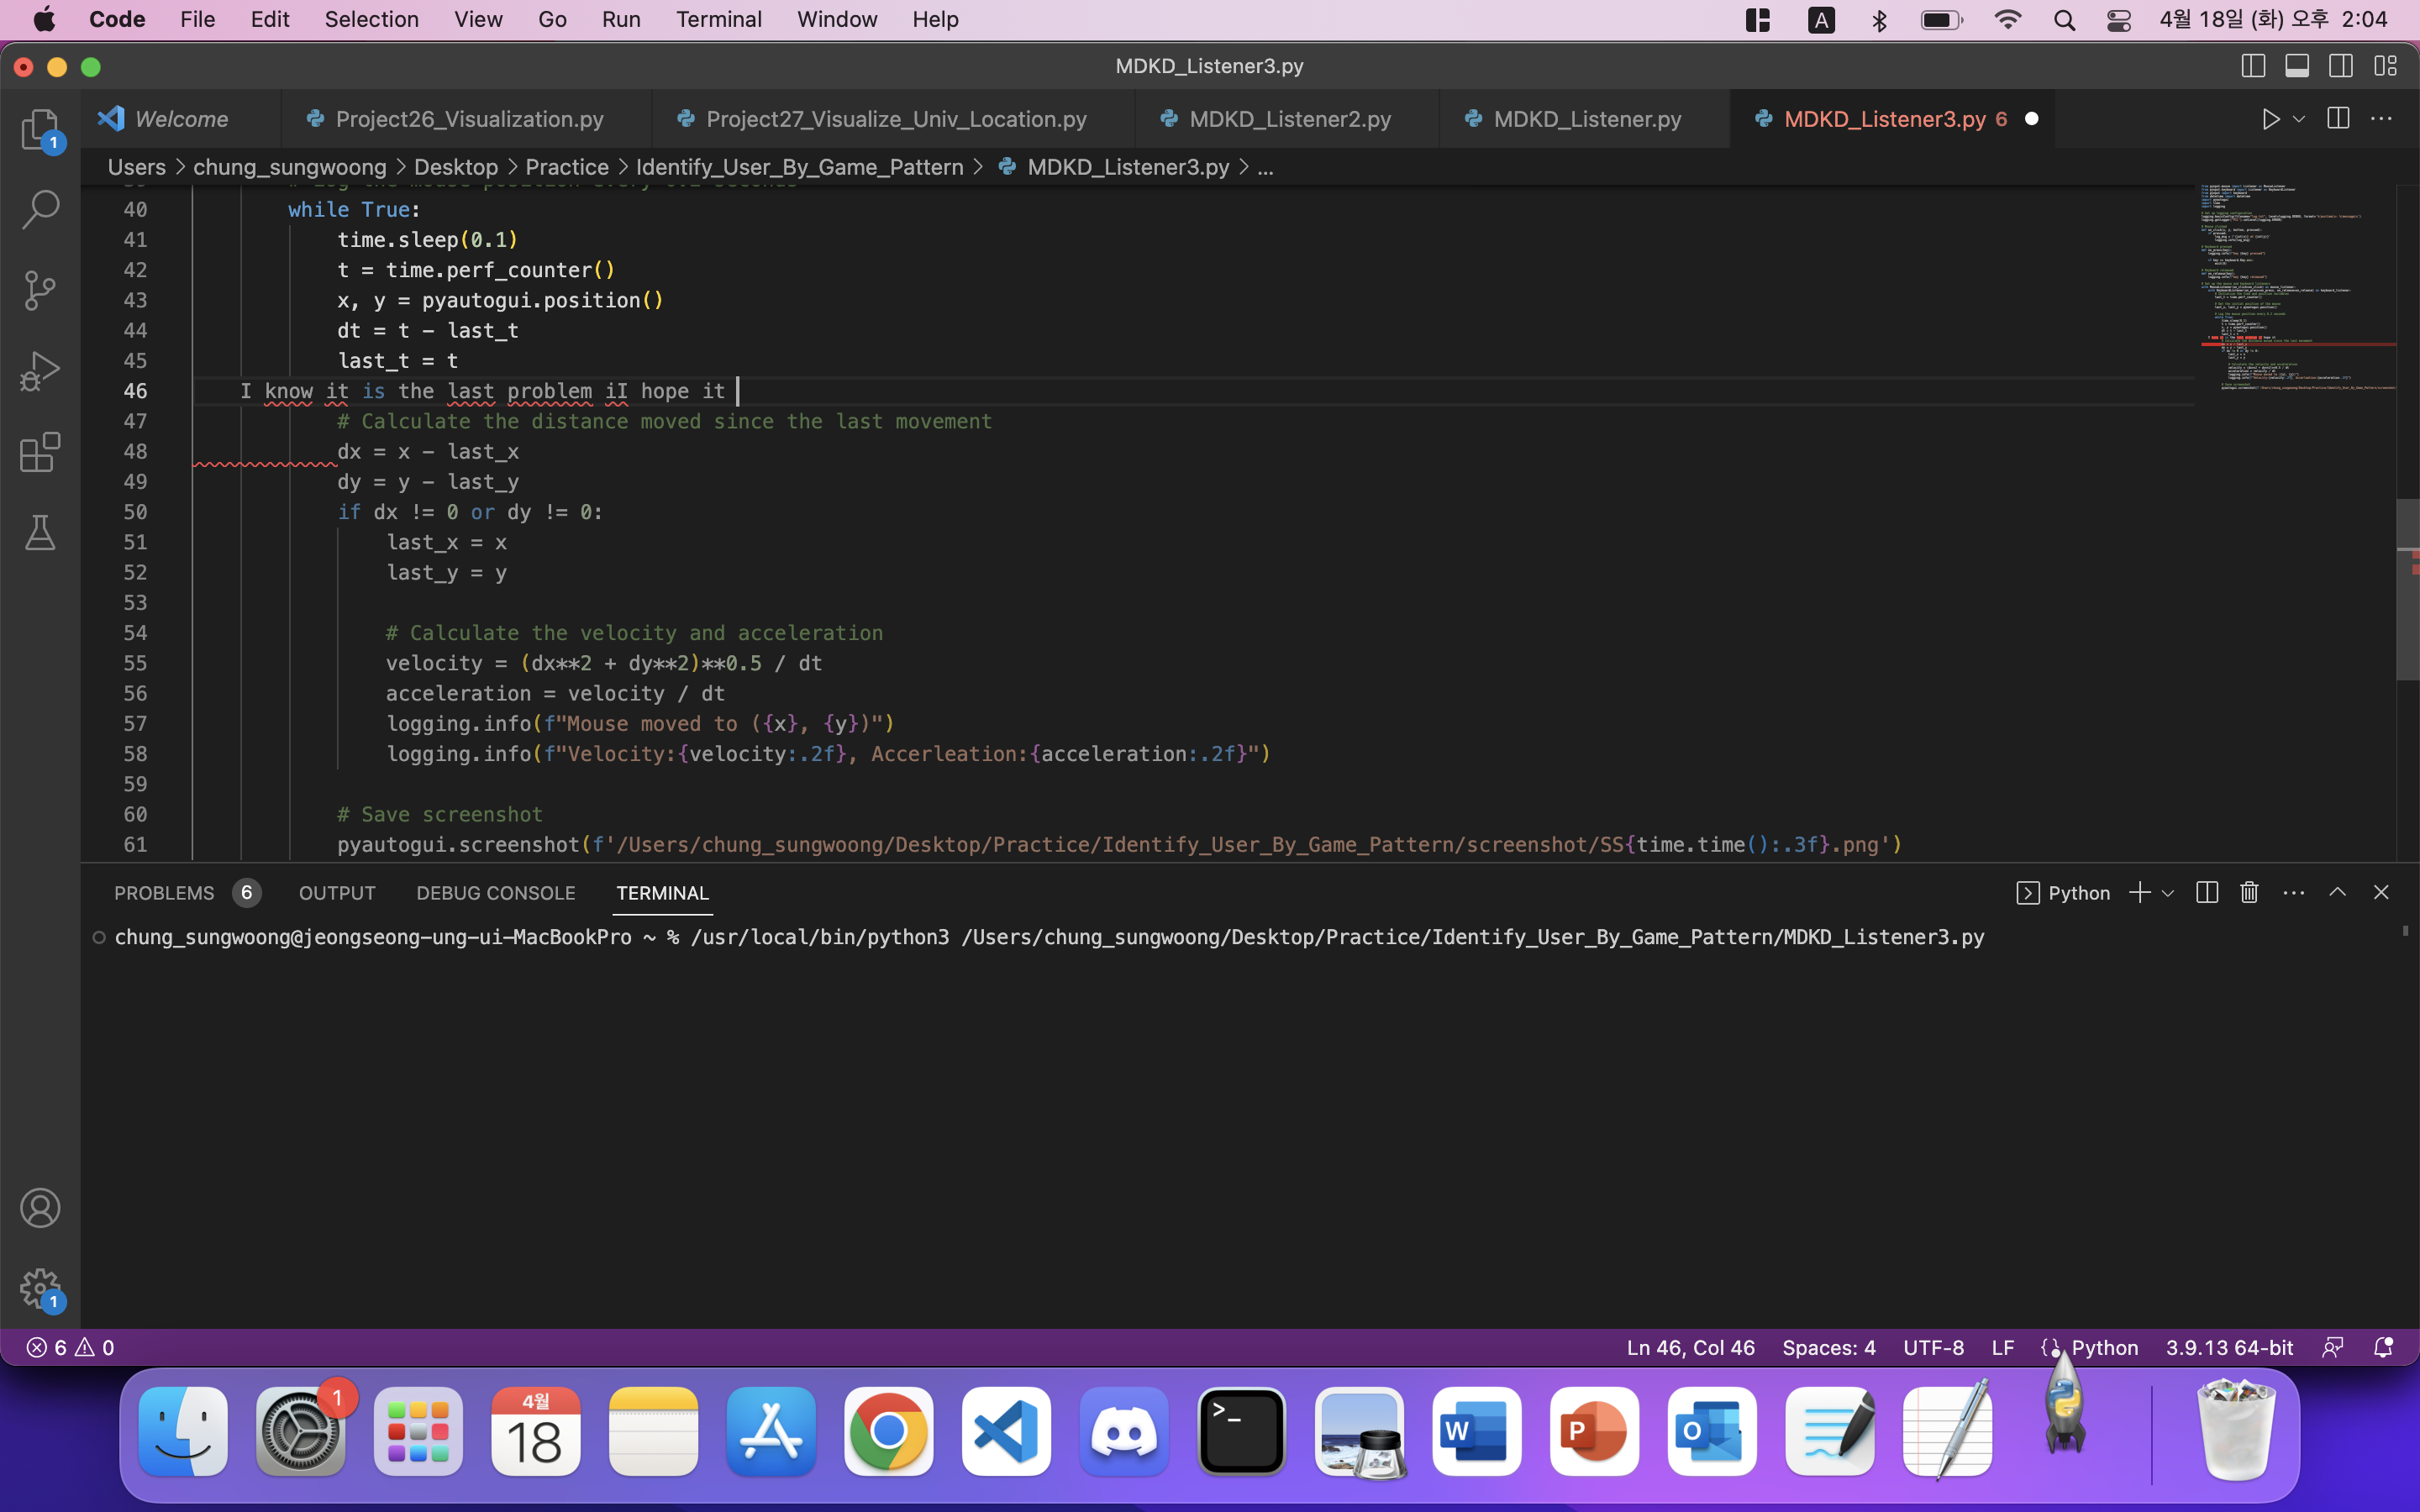 Code File Edit Selection View Go Run Terminal Window Help A 4월 18일 (화) 오후 2:04
MDKD_Listener3.py
1
Welcome Project26_Visualization.py Project27_Visualize_Univ_Location.py MDKD_Listener2.py MDKD_Listener.py MDKD_Listener3.py 6
Users > chung_sungwoong > Desktop > Practice > Identify_User_By_Game_Pattern > MDKD_Listener3.py > ...
40 while True:
41 time.sleep(0.1)
42 t = time.perf_counter()
43 x, y = pyautogui.position()
44 dt = t - last_t
45 last_t = t
46 I know it is the last problem iI hope it
47 # Calculate the distance moved since the last movement
48 dx = x - last_x
49 dy = y - last_y
50 if dx != 0 or dy != 0:
51 last_x = x
52 last_y = y
53
54 # Calculate the velocity and acceleration
55 velocity = (dx**2 + dy**2)**0.5 / dt
56 acceleration = velocity / dt
57 logging.info(f"Mouse moved to ({x}, {y})")
58 logging.info(f"Velocity:{velocity:.2f}, Accerleation:{acceleration:.2f}")
59
60 # Save screenshot
61 pyautogui.screenshot(f'/Users/chung_sungwoong/Desktop/Practice/Identify_User_By_Game_Pattern/screenshot/SS{time.time():.3f}.png')
PROBLEMS 6 OUTPUT DEBUG CONSOLE TERMINAL Python
chung_sungwoong@jeongseong-ung-ui-MacBookPro ~ % /usr/local/bin/python3 /Users/chung_sungwoong/Desktop/Practice/Identify_User_By_Game_Pattern/MDKD_Listener3.py
1
6 0 Ln 46, Col 46 Spaces: 4 UTF-8 LF Python 3.9.13 64-bit
1
4월
18
>_
W
P
O